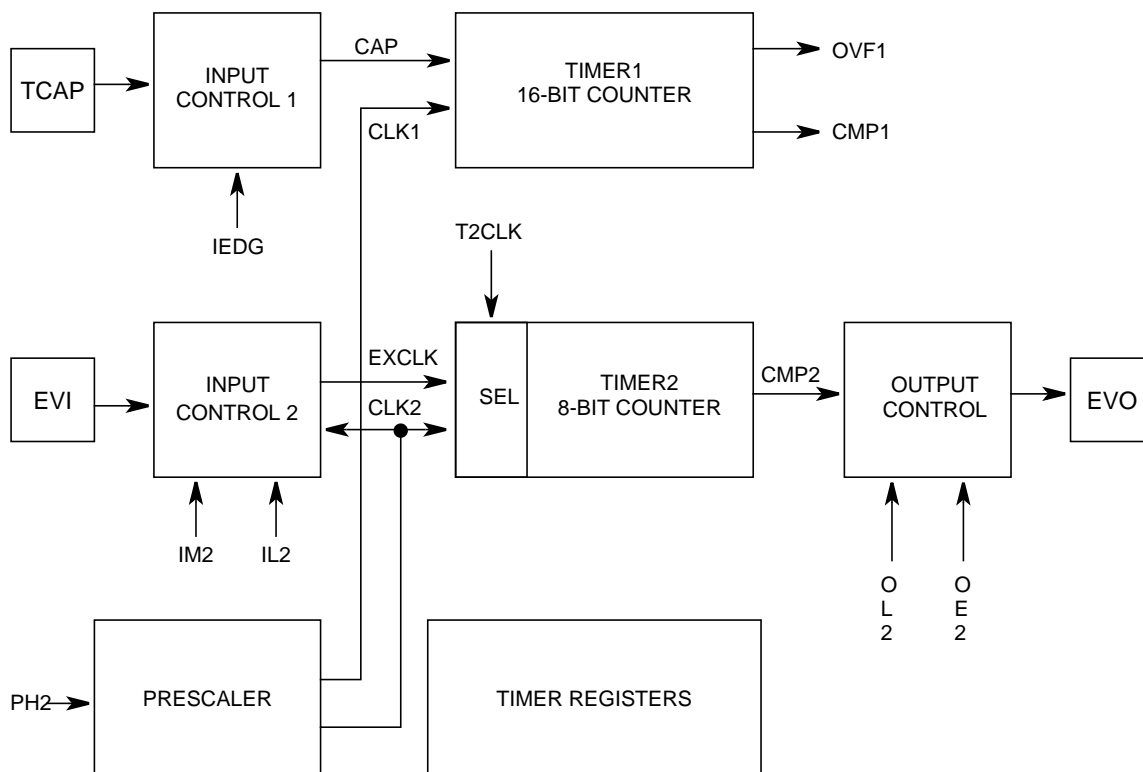 TCAP
INPUT
CONTROL 1
CAP
CLK1
TIMER1
16-BIT COUNTER
OVF1
CMP1
IEDG
T2CLK
EVI
INPUT
CONTROL 2
EXCLK
CLK2
SEL
TIMER2
8-BIT COUNTER
CMP2
OUTPUT
CONTROL
EVO
IM2
IL2
O
L
2
O
E
2
PH2
PRESCALER
TIMER REGISTERS